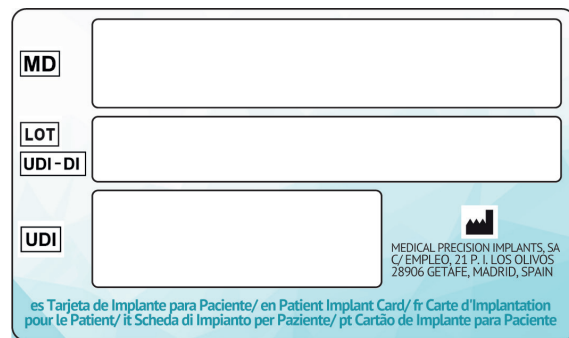 MD
LOT
UDI-DI
UDI
MEDICAL PRECISION IMPLANTS, SA
C/ EMPLEO, 21 P. I. LOS OLIVOS
28906 GETAFE, MADRID, SPAIN
es Tarjeta de Implante para Paciente/ en Patient Implant Card/ fr Carte d'Implantation
pour le Patient/ it Scheda di Impianto per Paziente/ pt Cartão de Implante para Paciente